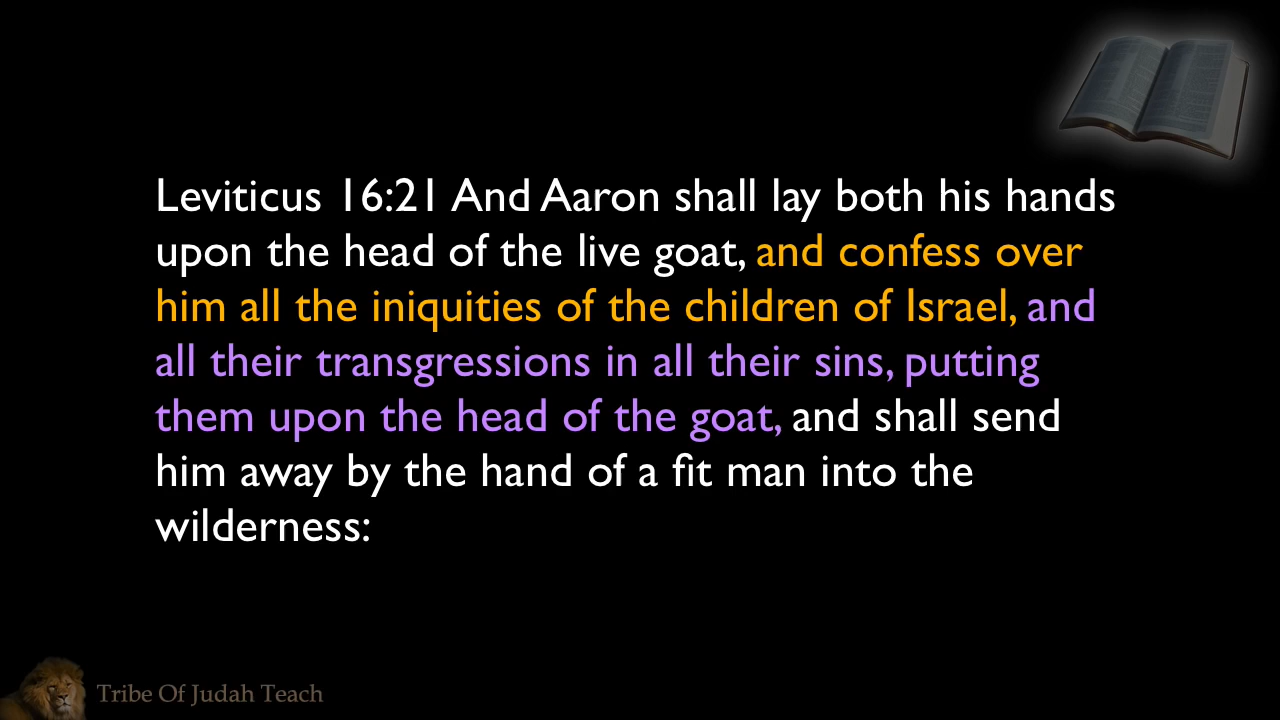 Leviticus 16:21 And Aaron shall lay both his hands
upon the head of the live goat, and confess over
him all the iniquities of the children of Israel, and
all their transgressions in all their sins, putting
them upon the head of the goat, and shall send
him away by the hand of a fit man into the
wilderness:
Tribe Of Judah Teach